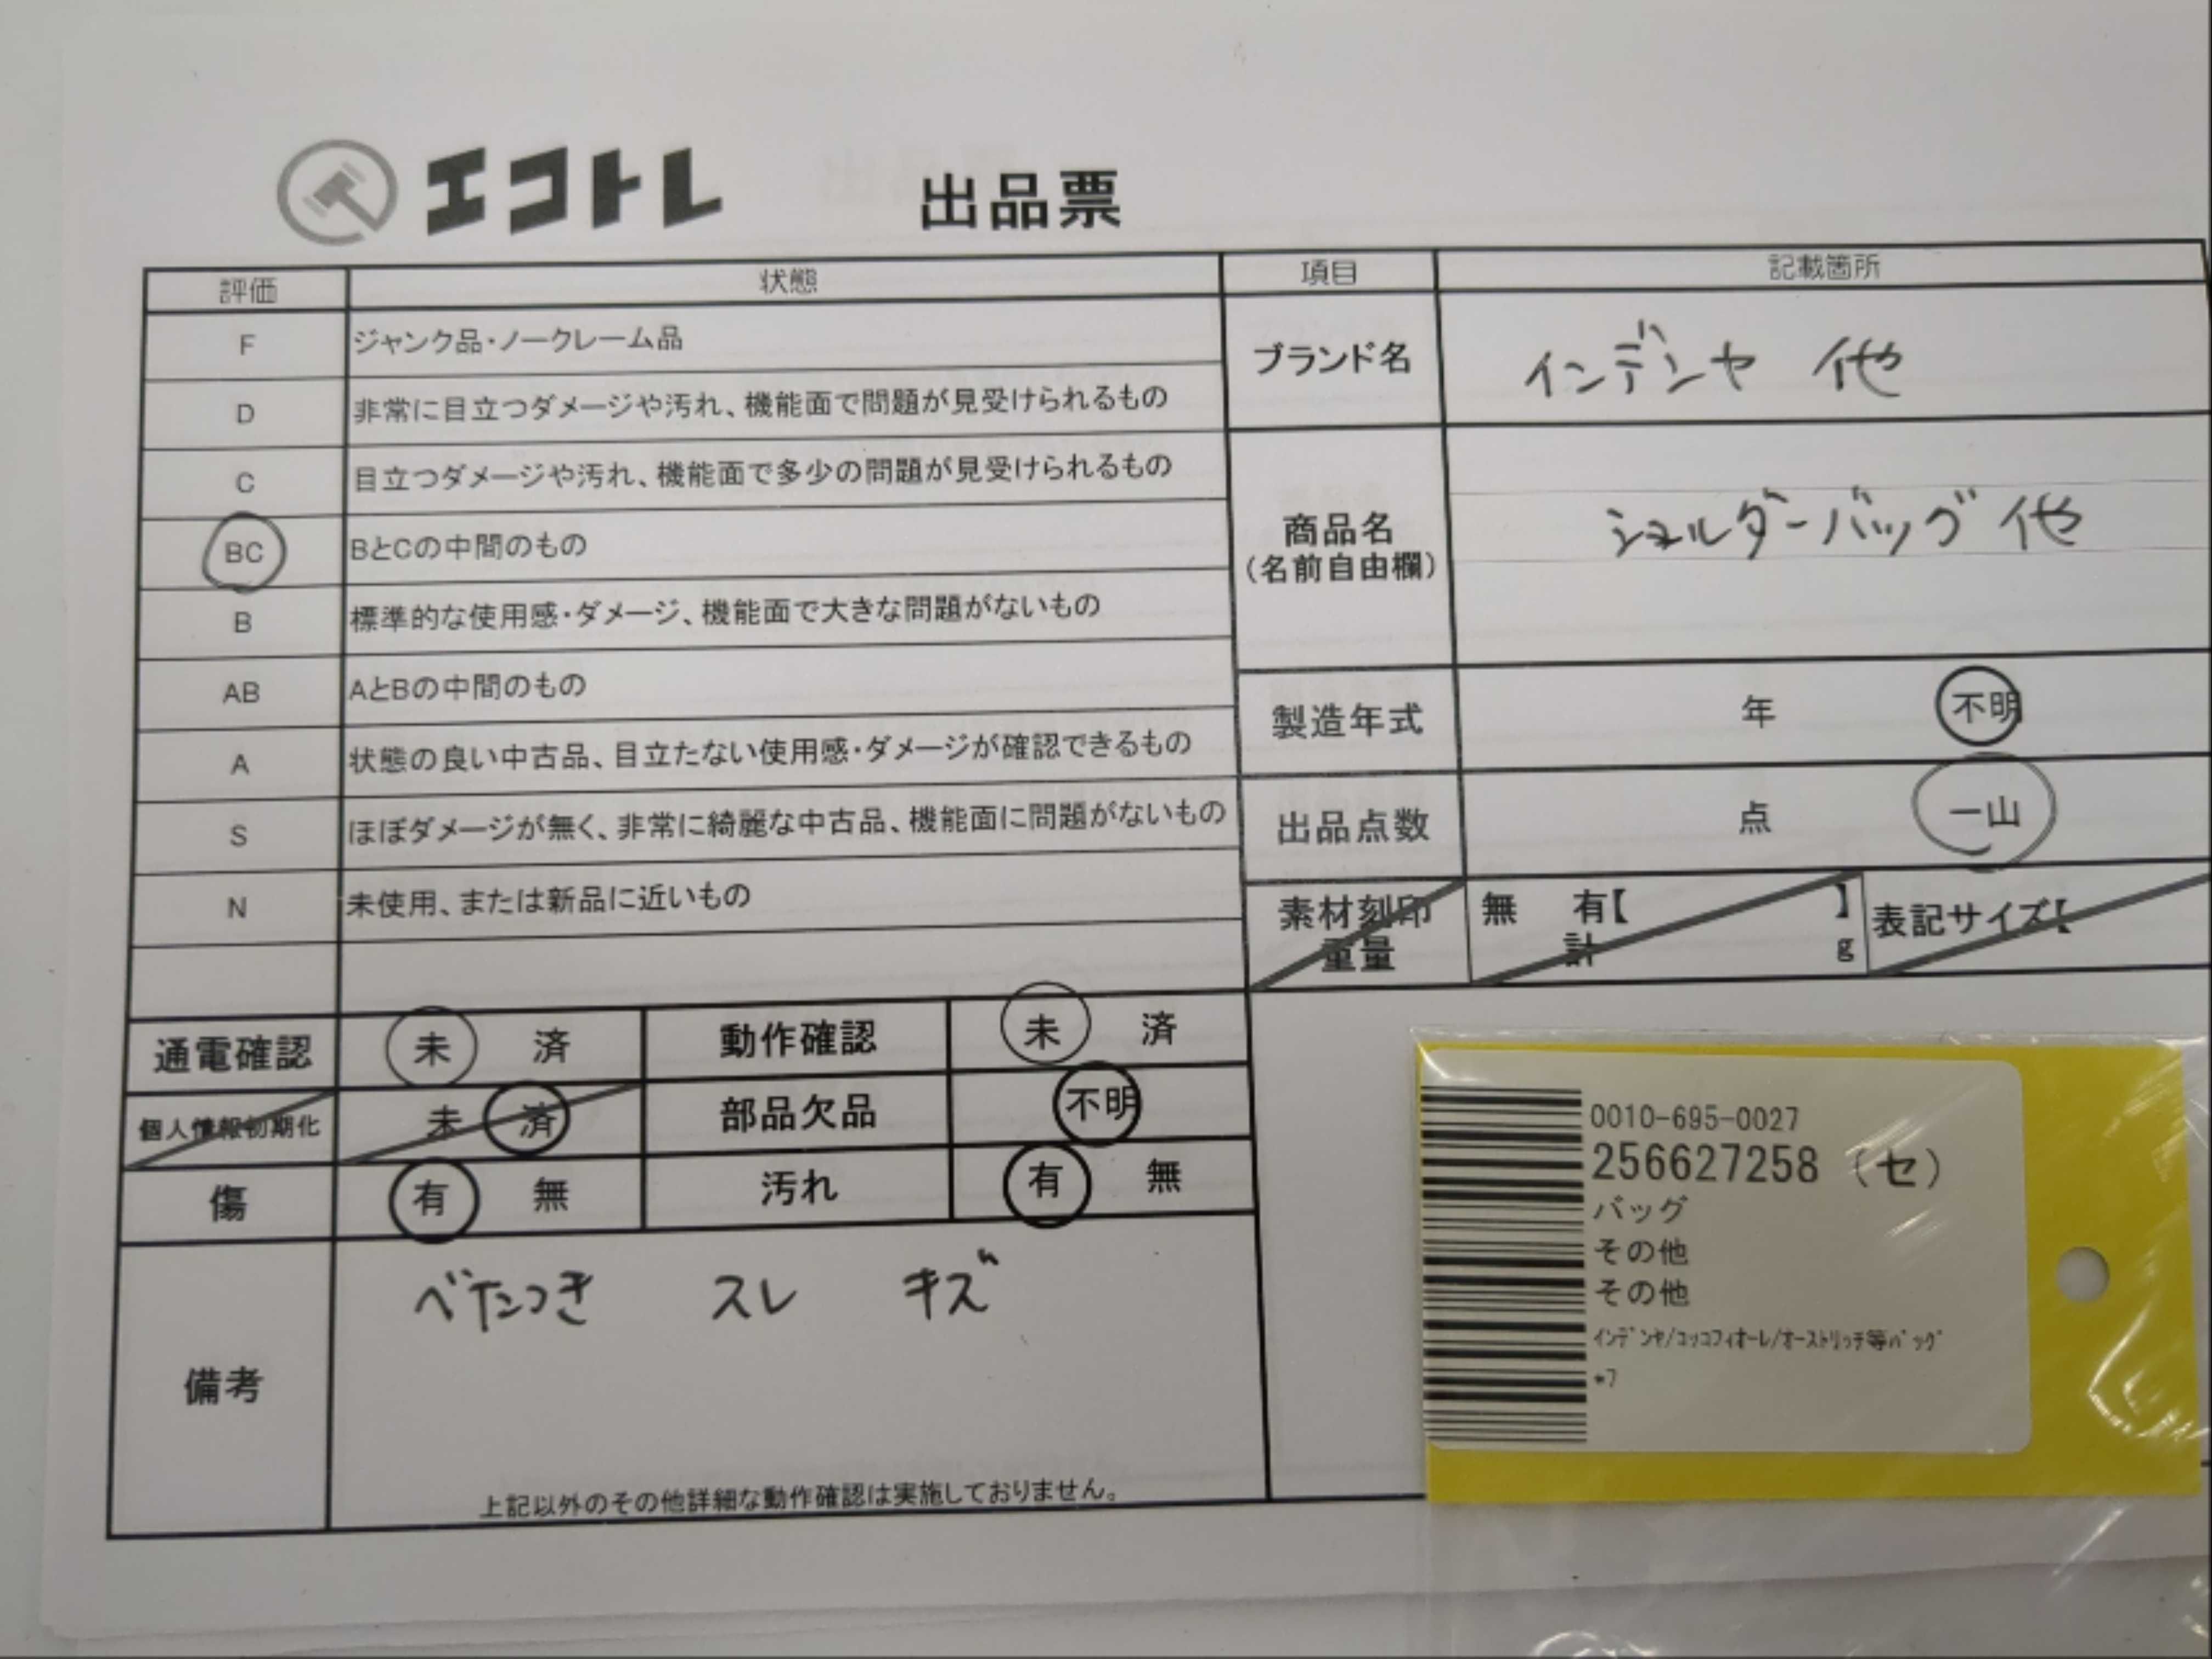 エコトレ
出品票
評価 状態
F ジャンク品・ノークレーム品
D 非常に目立つダメージや汚れ、機能面で問題が見受けられるもの
C 目立つダメージや汚れ、機能面で多少の問題が見受けられるもの
BC BとCの中間のもの
B 標準的な使用感・ダメージ、機能面で大きな問題がないもの
AB AとBの中間のもの
A 状態の良い中古品、目立たない使用感・ダメージが確認できるもの
S ほぼダメージが無く、非常に綺麗な中古品、機能面に問題がないもの
N 未使用、または新品に近いもの
通電確認 未 済 動作確認 未 済
個人情報初期化 未 済 部品欠品 不明
傷 有 無 汚れ 有 無
備考 べたつき スレ キズ
上記以外のその他詳細な動作確認は実施しておりません。
項目 記載箇所
ブランド名 インデンヤ 他
商品名
(名前自由欄)
ショルダーバッグ 他
製造年式 年 不明
出品点数 点 一山
素材刻印 無 有【 】 表記サイズ【
重量 計 g
0010-695-0027
256627258 (セ)
バッグ
その他
その他
インデンヤ/コッコフィオーレ/オーストリッチ等バッグ
*7